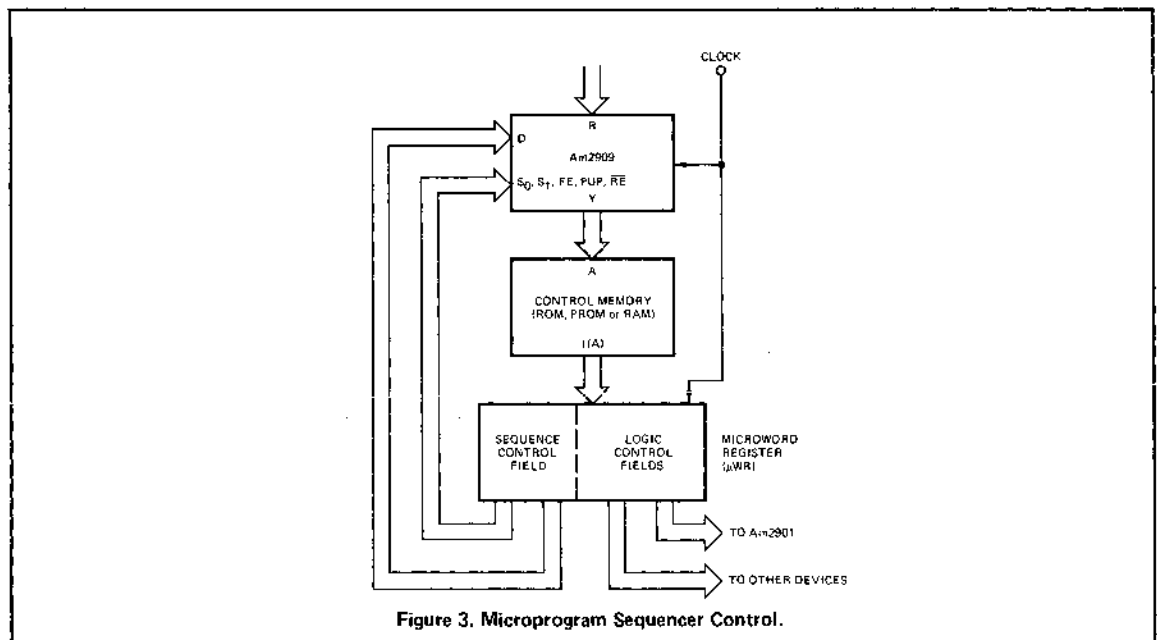 CLOCK
R
D
Am2909
S0, S1, FE, PUP, R̅E̅
Y
A
CONTROL MEMORY
(ROM, PROM or RAM)
I(A)
SEQUENCE
CONTROL
FIELD
LOGIC
CONTROL
FIELDS
MICROWORD
REGISTER
(μWR)
TO Am2901
TO OTHER DEVICES
Figure 3. Microprogram Sequencer Control.